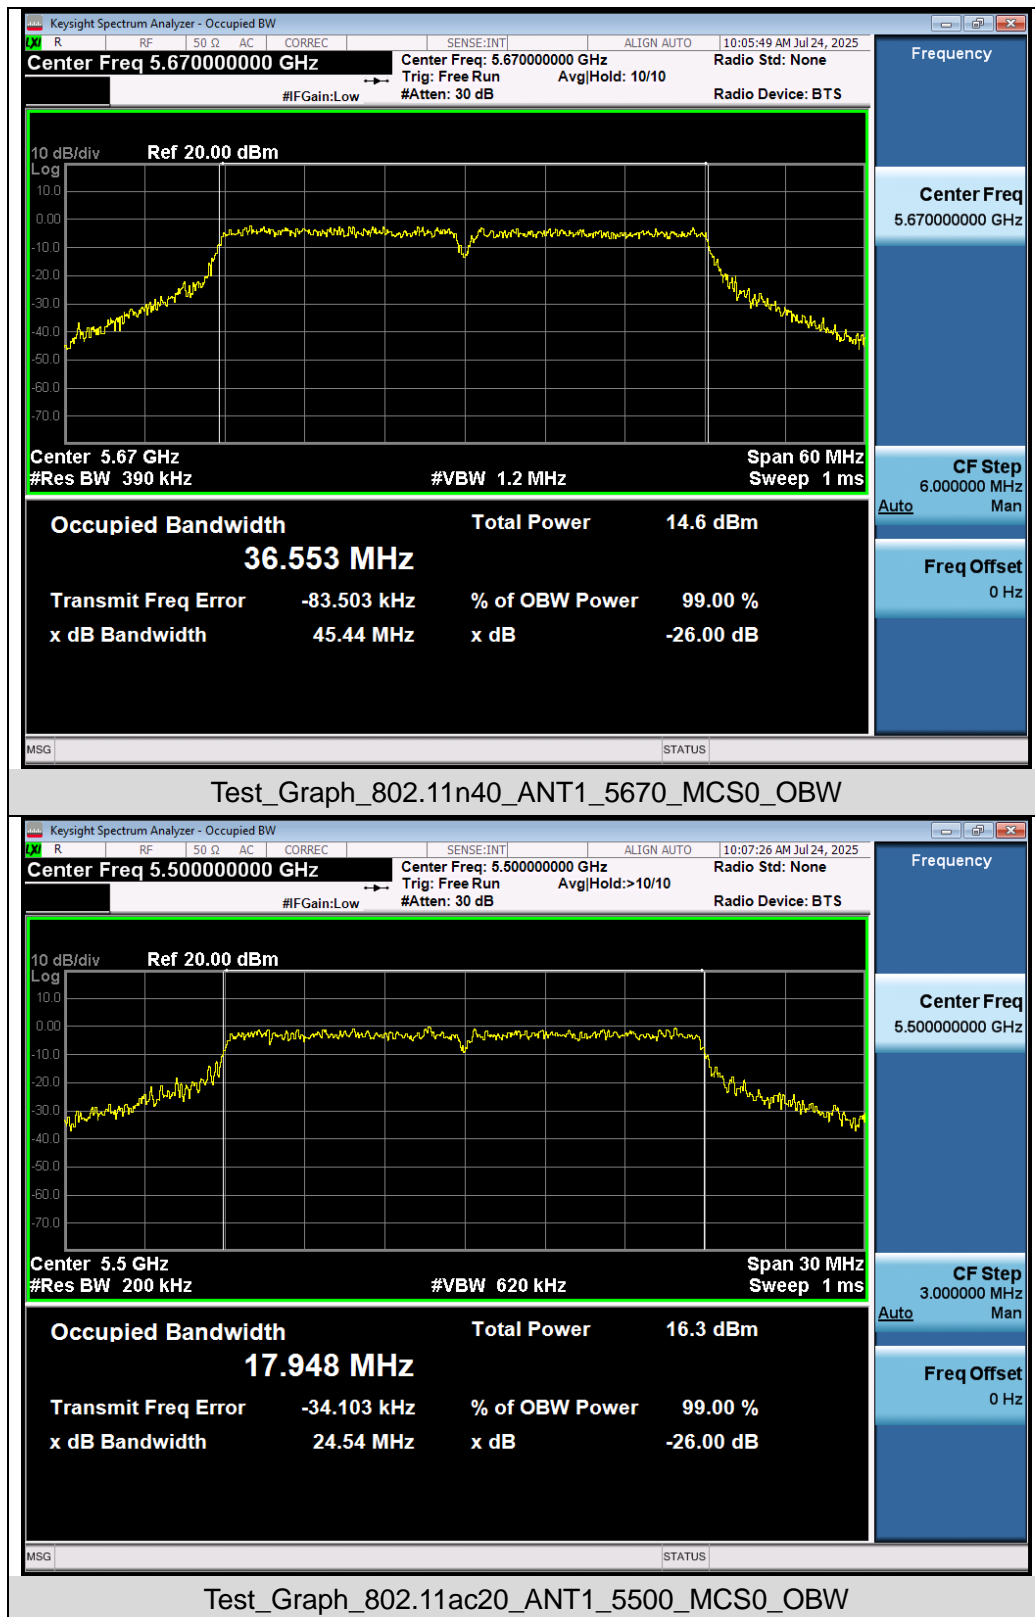 Keysight Spectrum Analyzer - Occupied BW
LXI R RF 50 Ω AC CORREC SENSE:INT ALIGN AUTO 10:05:49 AM Jul 24, 2025
Center Freq 5.670000000 GHz Center Freq: 5.670000000 GHz Radio Std: None
Trig: Free Run Avg|Hold: 10/10
#IFGain:Low #Atten: 30 dB Radio Device: BTS
Frequency
10 dB/div Ref 20.00 dBm
Log
10.0
0.00
-10.0
-20.0
-30.0
-40.0
-50.0
-60.0
-70.0
Center 5.67 GHz Span 60 MHz
#Res BW 390 kHz #VBW 1.2 MHz Sweep 1 ms
Center Freq
5.670000000 GHz
CF Step
6.000000 MHz
Auto Man
Freq Offset
0 Hz
Occupied Bandwidth Total Power 14.6 dBm
36.553 MHz
Transmit Freq Error -83.503 kHz % of OBW Power 99.00 %
x dB Bandwidth 45.44 MHz x dB -26.00 dB
MSG STATUS
Test_Graph_802.11n40_ANT1_5670_MCS0_OBW
Keysight Spectrum Analyzer - Occupied BW
LXI R RF 50 Ω AC CORREC SENSE:INT ALIGN AUTO 10:07:26 AM Jul 24, 2025
Center Freq 5.500000000 GHz Center Freq: 5.500000000 GHz Radio Std: None
Trig: Free Run Avg|Hold:>10/10
#IFGain:Low #Atten: 30 dB Radio Device: BTS
Frequency
10 dB/div Ref 20.00 dBm
Log
10.0
0.00
-10.0
-20.0
-30.0
-40.0
-50.0
-60.0
-70.0
Center 5.5 GHz Span 30 MHz
#Res BW 200 kHz #VBW 620 kHz Sweep 1 ms
Center Freq
5.500000000 GHz
CF Step
3.000000 MHz
Auto Man
Freq Offset
0 Hz
Occupied Bandwidth Total Power 16.3 dBm
17.948 MHz
Transmit Freq Error -34.103 kHz % of OBW Power 99.00 %
x dB Bandwidth 24.54 MHz x dB -26.00 dB
MSG STATUS
Test_Graph_802.11ac20_ANT1_5500_MCS0_OBW